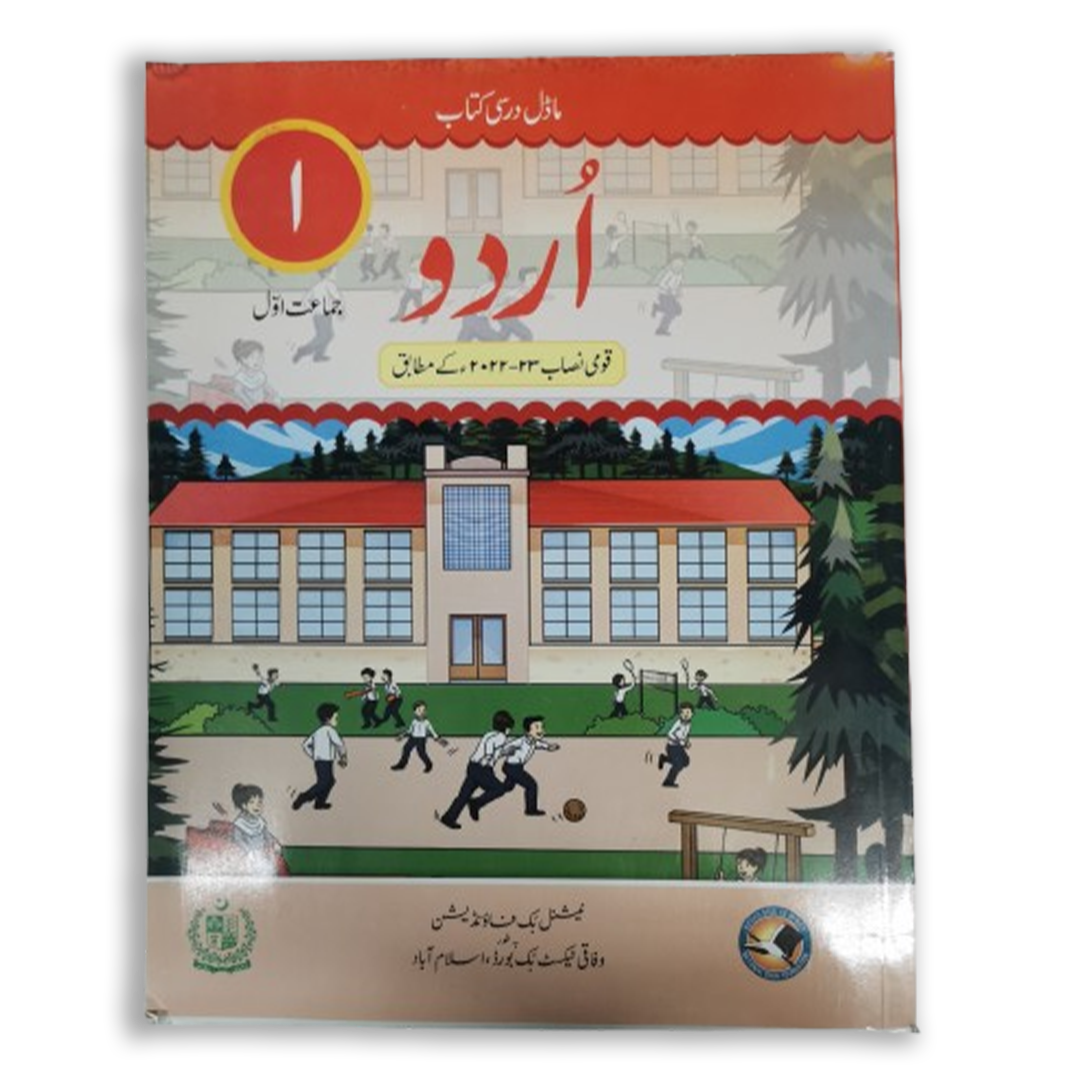 ماڈل درسی کتاب
۱
اُردو
جماعت اوّل
قومی نصاب ۲۳-۲۰۲۲ء کے مطابق
نیشنل بک فاؤنڈیشن
بطور
وفاقی ٹیکسٹ بک بورڈ، اسلام آباد